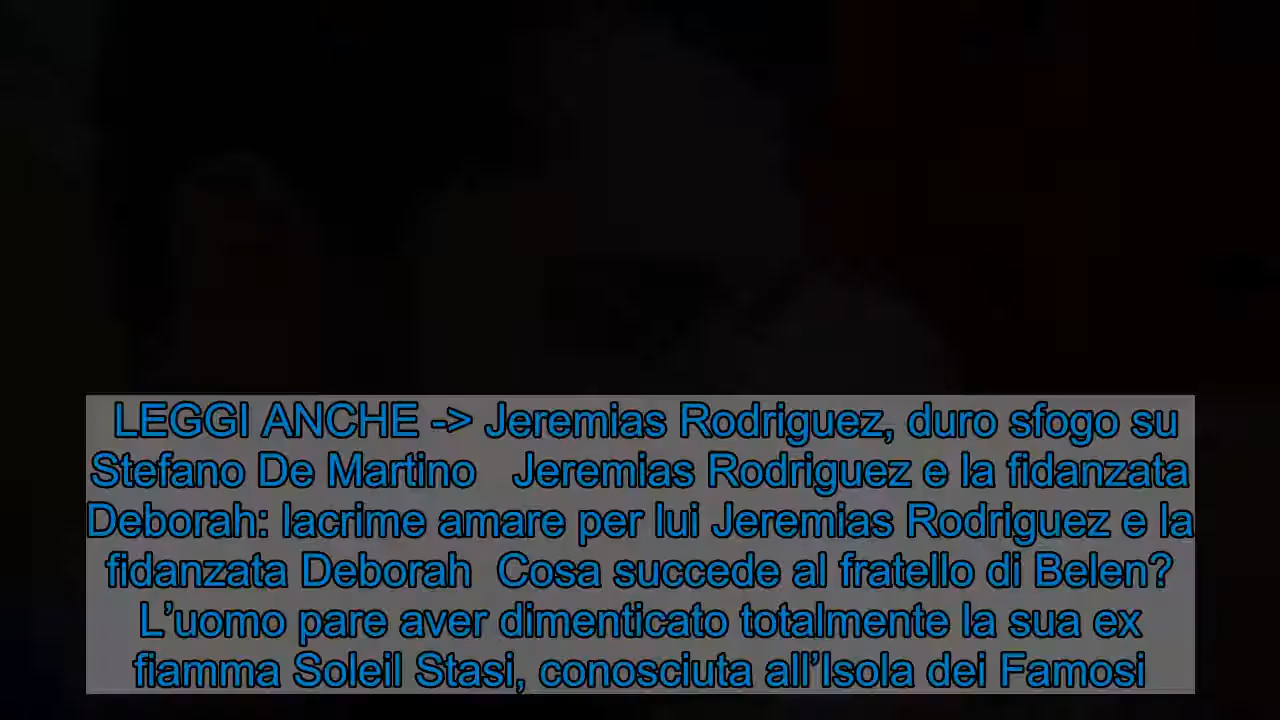 LEGGI ANCHE -> Jeremias Rodriguez, duro sfogo su
Stefano De Martino   Jeremias Rodriguez e la fidanzata
Deborah: lacrime amare per lui Jeremias Rodriguez e la
fidanzata Deborah  Cosa succede al fratello di Belen?
L’uomo pare aver dimenticato totalmente la sua ex
fiamma Soleil Stasi, conosciuta all’Isola dei Famosi